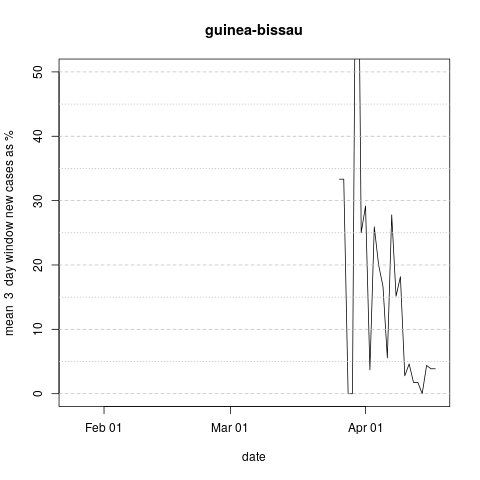 guinea-bissau
mean 3 day window new cases as %
50
40
30
20
10
0
Feb 01
Mar 01
Apr 01
date